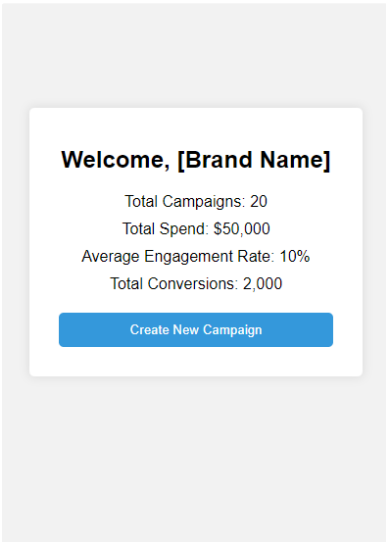 Welcome, [Brand Name]
Total Campaigns: 20
Total Spend: $50,000
Average Engagement Rate: 10%
Total Conversions: 2,000
Create New Campaign